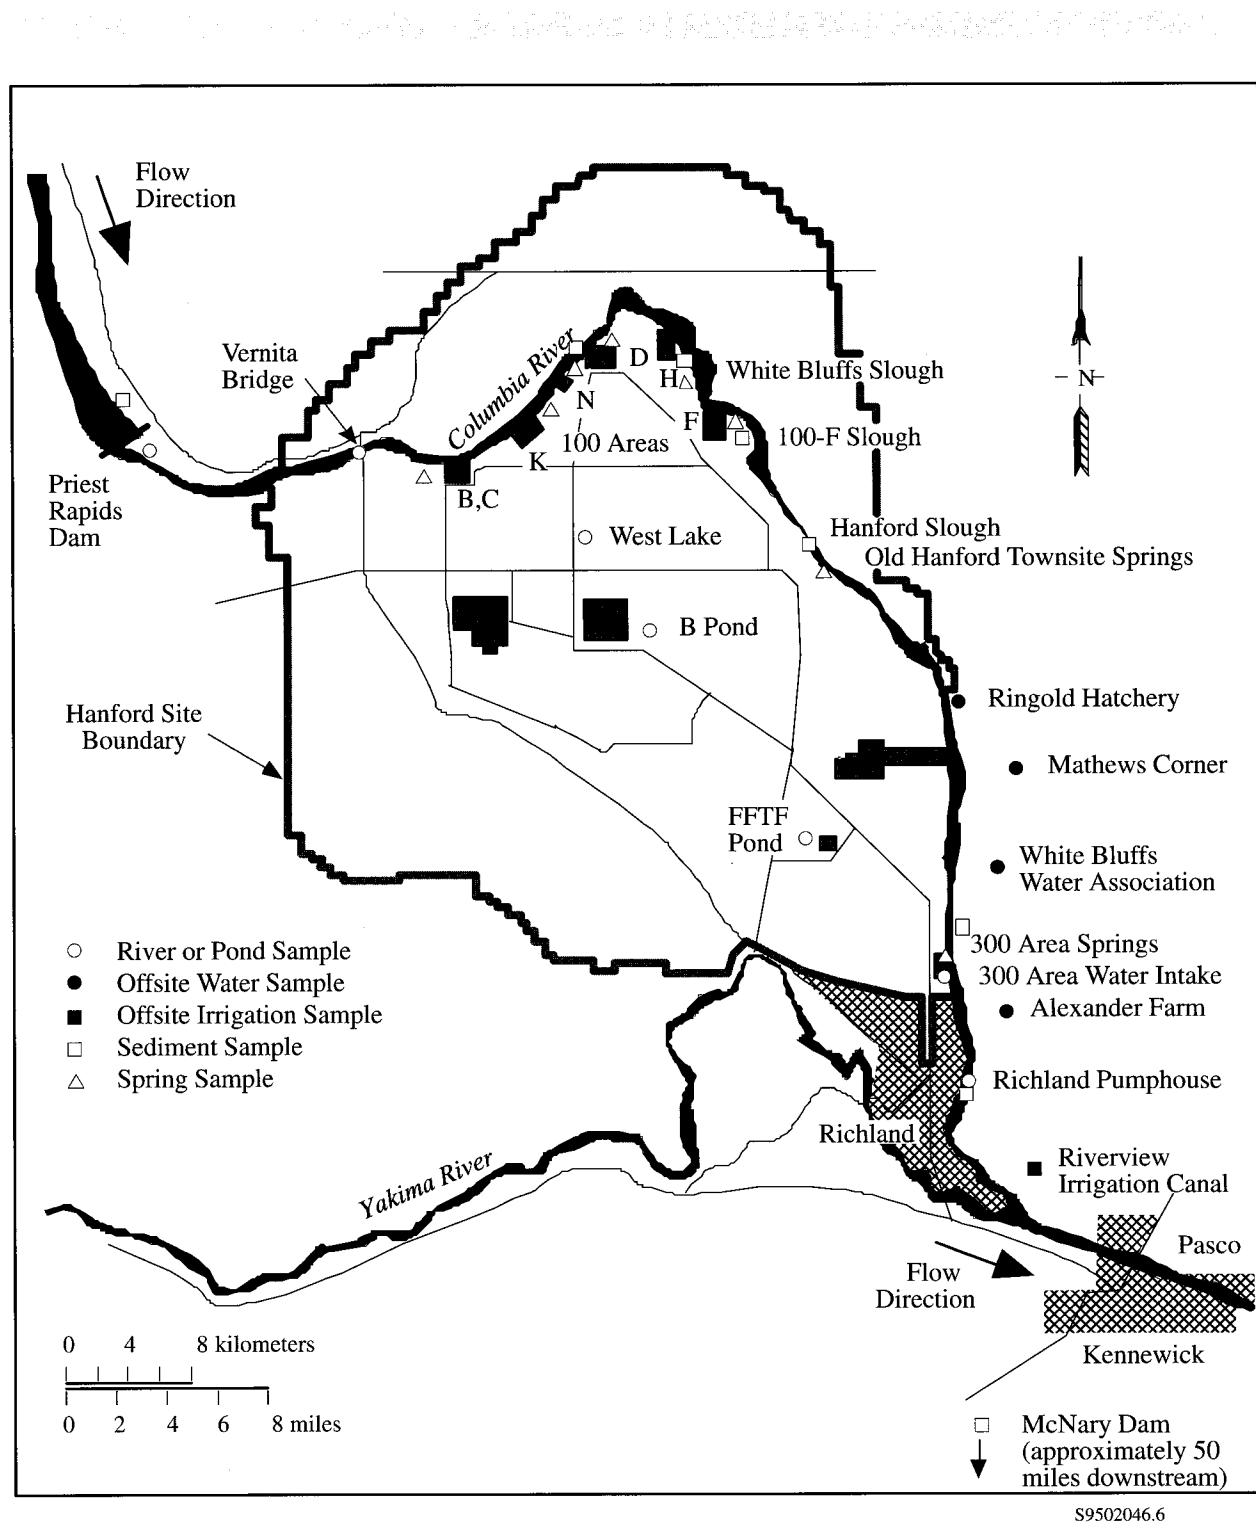 Flow
Direction
Vernita
Bridge
Columbia River
D
H
White Bluffs Slough
N
N
F
100-F Slough
100 Areas
K
B,C
Priest
Rapids
Dam
West Lake
Hanford Slough
Old Hanford Townsite Springs
B Pond
Hanford Site
Boundary
Ringold Hatchery
Mathews Corner
FFTF
Pond
White Bluffs
Water Association
River or Pond Sample
Offsite Water Sample
Offsite Irrigation Sample
Sediment Sample
Spring Sample
300 Area Springs
300 Area Water Intake
Alexander Farm
Richland Pumphouse
Richland
Riverview
Irrigation Canal
Yakima River
Pasco
Flow
Direction
Kennewick
0 4 8 kilometers
0 2 4 6 8 miles
McNary Dam
(approximately 50
miles downstream)
S9502046.6